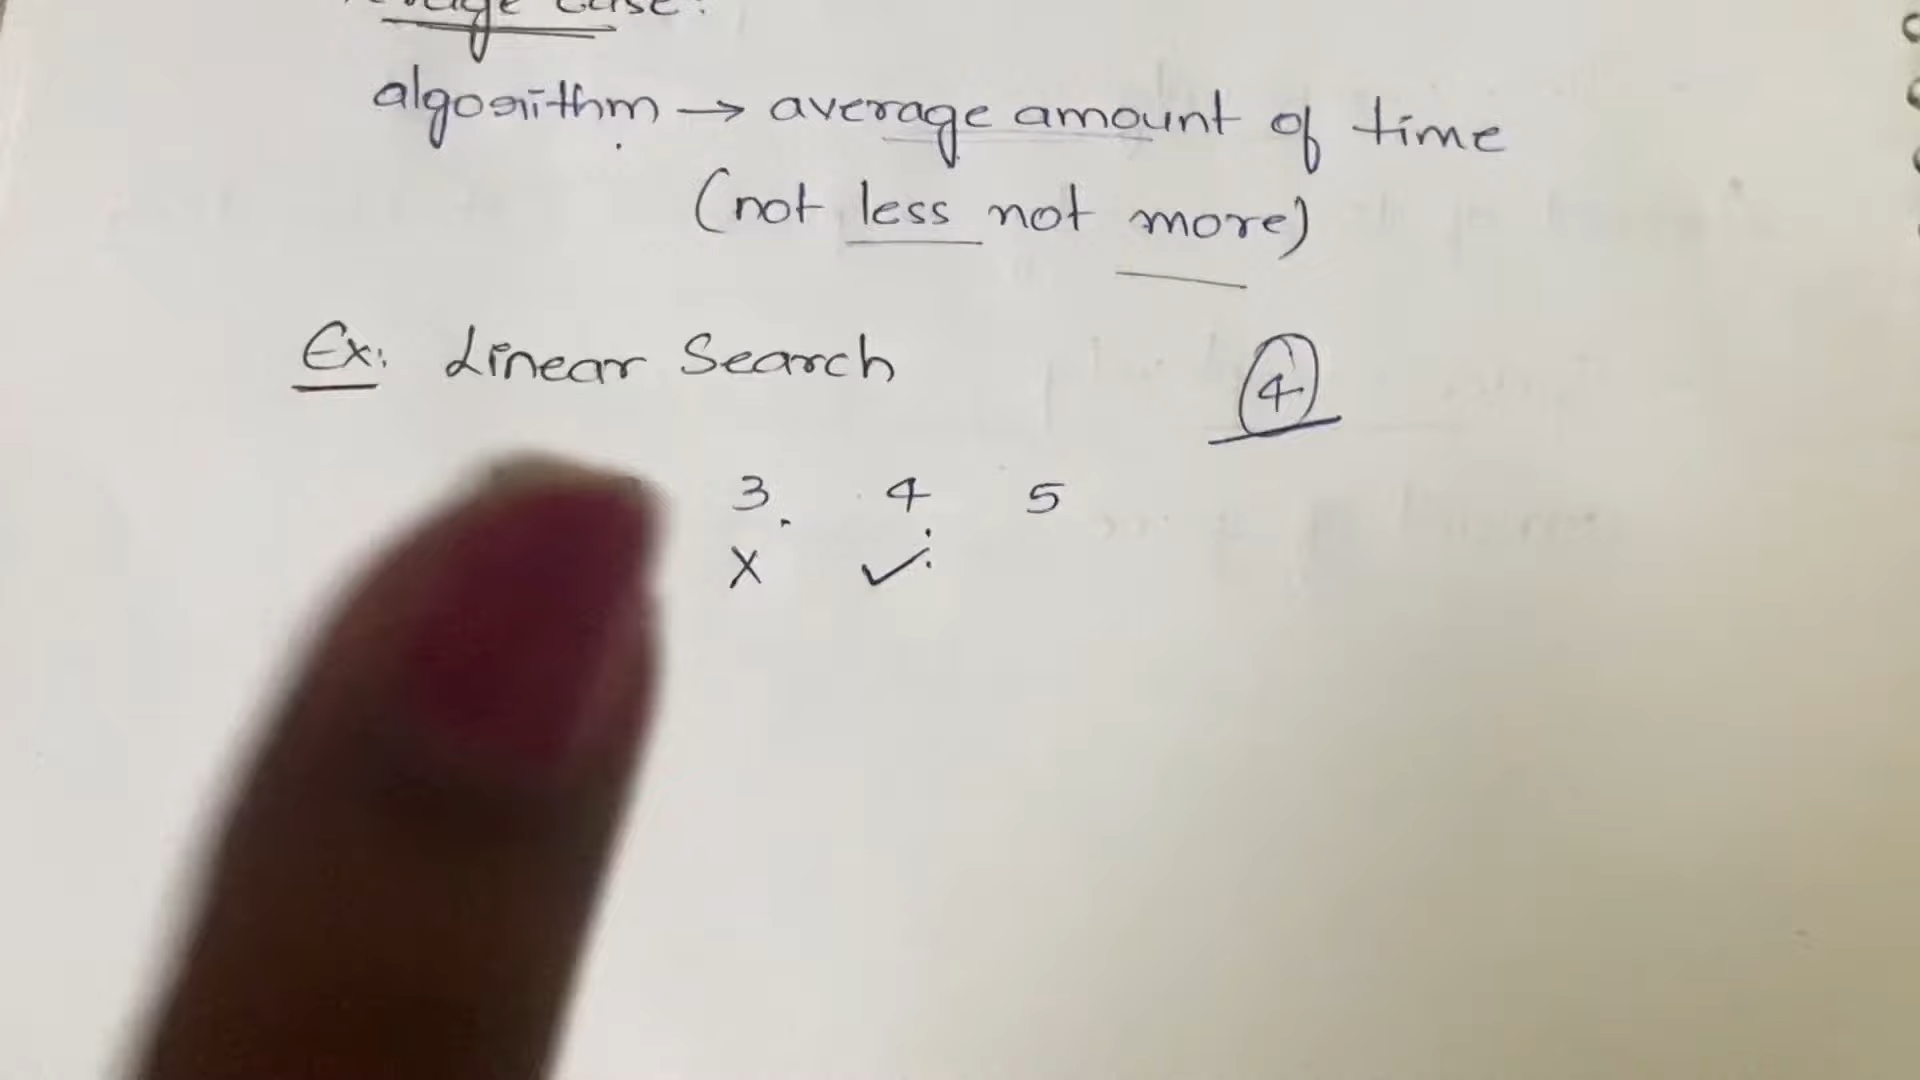 algorithm → average amount of time
(not less not more)
Ex: Linear Search
4
3 4 5
X ✓